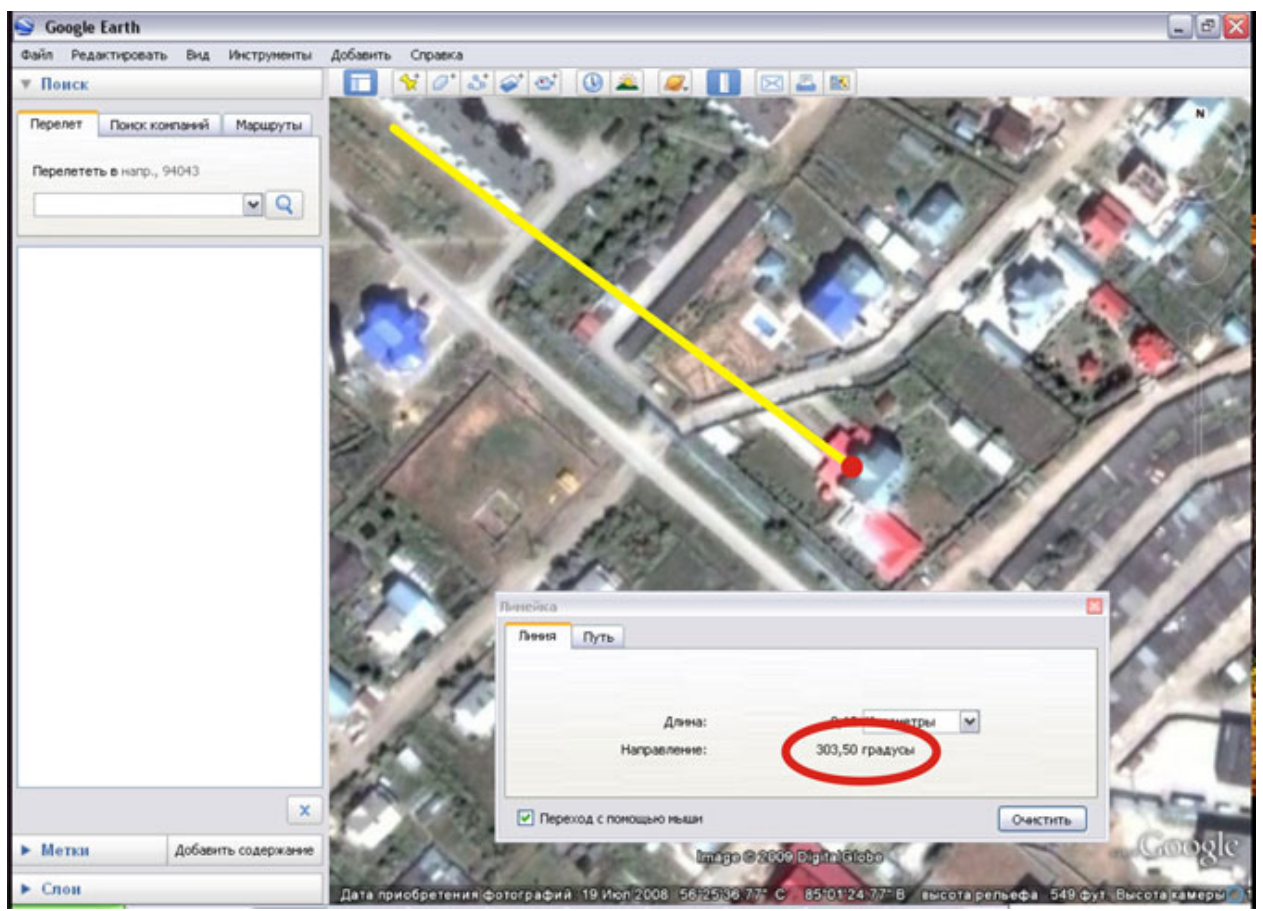 Google Earth
Файл Редактировать Вид Инструменты Добавить Справка
Поиск
Перелет Поиск компаний Маршруты
Перелететь в напр., 94043
N
Линейка
Линия Путь
Длина:
Направление: 303,50 градусы
Переход с помощью мыши Очистить
Метки Добавить содержание
Слои
Image © 2009 DigitalGlobe
Google
Дата приобретения фотографий 19 Июл 2008 56°25'36.77" С 85°01'24.77" В высота рельефа 549 фут Высота камеры